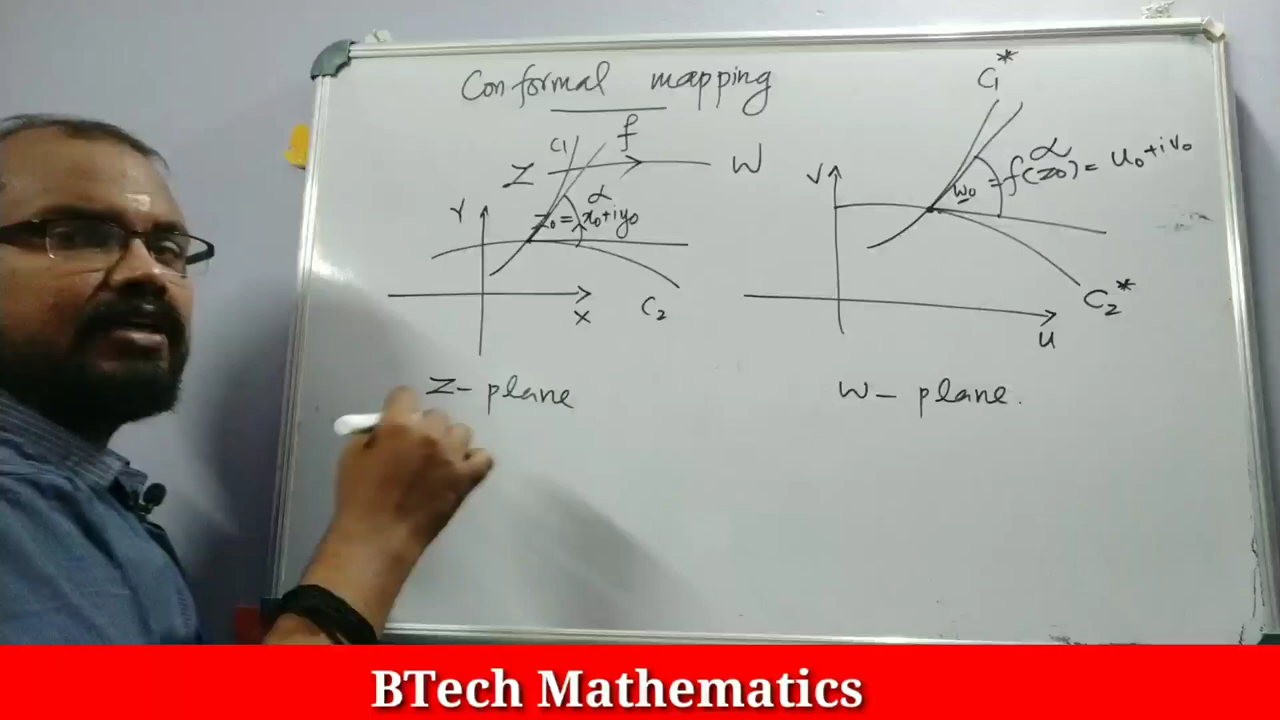 Conformal mapping
Z f W
C1
α
Y
z0 = x0+iy0
X
C2
Z- plane
C1*
V
α
w0 = f(z0) = u0+iv0
C2*
u
W- plane.
BTech Mathematics